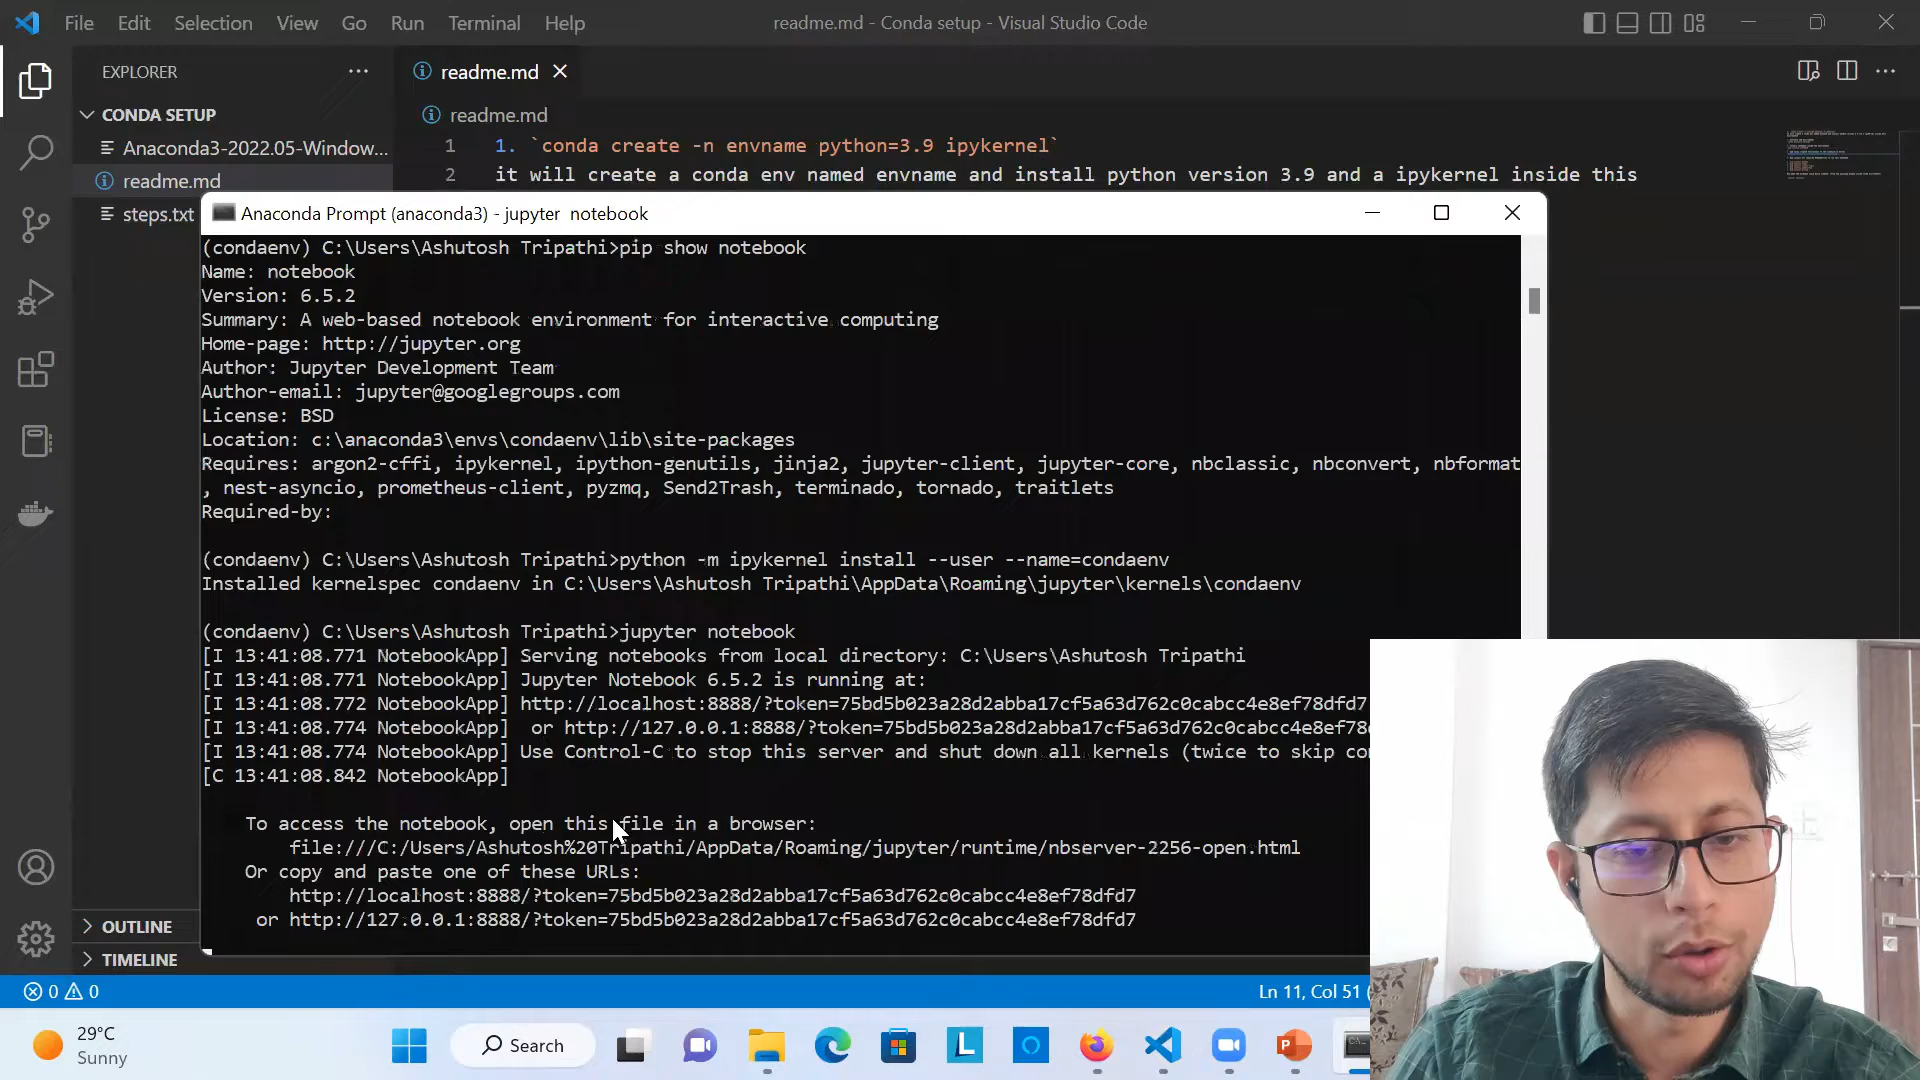 File Edit Selection View Go Run Terminal Help
readme.md - Conda setup - Visual Studio Code
EXPLORER
CONDA SETUP
Anaconda3-2022.05-Window...
readme.md
steps.txt
readme.md
readme.md
1 1. `conda create -n envname python=3.9 ipykernel`
2 it will create a conda env named envname and install python version 3.9 and a ipykernel inside this
Anaconda Prompt (anaconda3) - jupyter notebook
(condaenv) C:\Users\Ashutosh Tripathi>pip show notebook
Name: notebook
Version: 6.5.2
Summary: A web-based notebook environment for interactive computing
Home-page: http://jupyter.org
Author: Jupyter Development Team
Author-email: jupyter@googlegroups.com
License: BSD
Location: c:\anaconda3\envs\condaenv\lib\site-packages
Requires: argon2-cffi, ipykernel, ipython-genutils, jinja2, jupyter-client, jupyter-core, nbclassic, nbconvert, nbformat
, nest-asyncio, prometheus-client, pyzmq, Send2Trash, terminado, tornado, traitlets
Required-by:
(condaenv) C:\Users\Ashutosh Tripathi>python -m ipykernel install --user --name=condaenv
Installed kernelspec condaenv in C:\Users\Ashutosh Tripathi\AppData\Roaming\jupyter\kernels\condaenv
(condaenv) C:\Users\Ashutosh Tripathi>jupyter notebook
[I 13:41:08.771 NotebookApp] Serving notebooks from local directory: C:\Users\Ashutosh Tripathi
[I 13:41:08.771 NotebookApp] Jupyter Notebook 6.5.2 is running at:
[I 13:41:08.772 NotebookApp] http://localhost:8888/?token=75bd5b023a28d2abba17cf5a63d762c0cabcc4e8ef78dfd7
[I 13:41:08.774 NotebookApp] or http://127.0.0.1:8888/?token=75bd5b023a28d2abba17cf5a63d762c0cabcc4e8ef78d
[I 13:41:08.774 NotebookApp] Use Control-C to stop this server and shut down all kernels (twice to skip co
[C 13:41:08.842 NotebookApp]
To access the notebook, open this file in a browser:
file:///C:/Users/Ashutosh%20Tripathi/AppData/Roaming/jupyter/runtime/nbserver-2256-open.html
Or copy and paste one of these URLs:
http://localhost:8888/?token=75bd5b023a28d2abba17cf5a63d762c0cabcc4e8ef78dfd7
or http://127.0.0.1:8888/?token=75bd5b023a28d2abba17cf5a63d762c0cabcc4e8ef78dfd7
OUTLINE
TIMELINE
0 0
Ln 11, Col 51
29°C
Sunny
Search